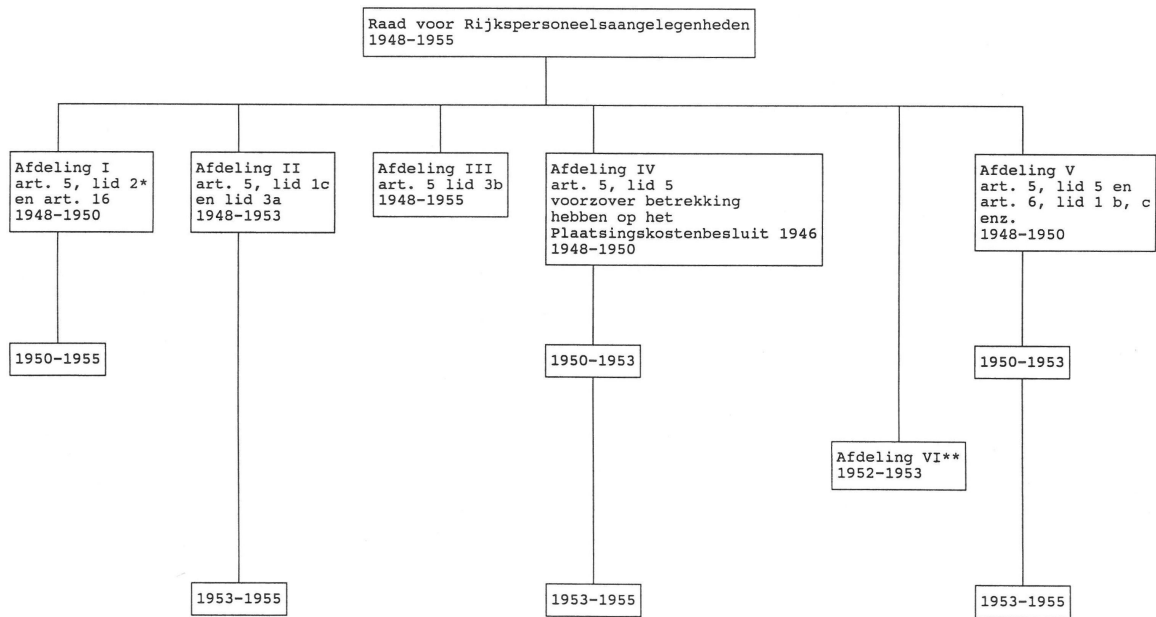 Raad voor Rijkspersoneelsaangelegenheden
1948-1955
Afdeling I
art. 5, lid 2*
en art. 16
1948-1950
Afdeling II
art. 5, lid 1c
en lid 3a
1948-1953
Afdeling III
art. 5 lid 3b
1948-1955
Afdeling IV
art. 5, lid 5
voorzover betrekking
hebben op het
Plaatsingskostenbesluit 1946
1948-1950
Afdeling V
art. 5, lid 5 en
art. 6, lid 1 b, c
enz.
1948-1950
1950-1955
1950-1953
1950-1953
Afdeling VI**
1952-1953
1953-1955
1953-1955
1953-1955